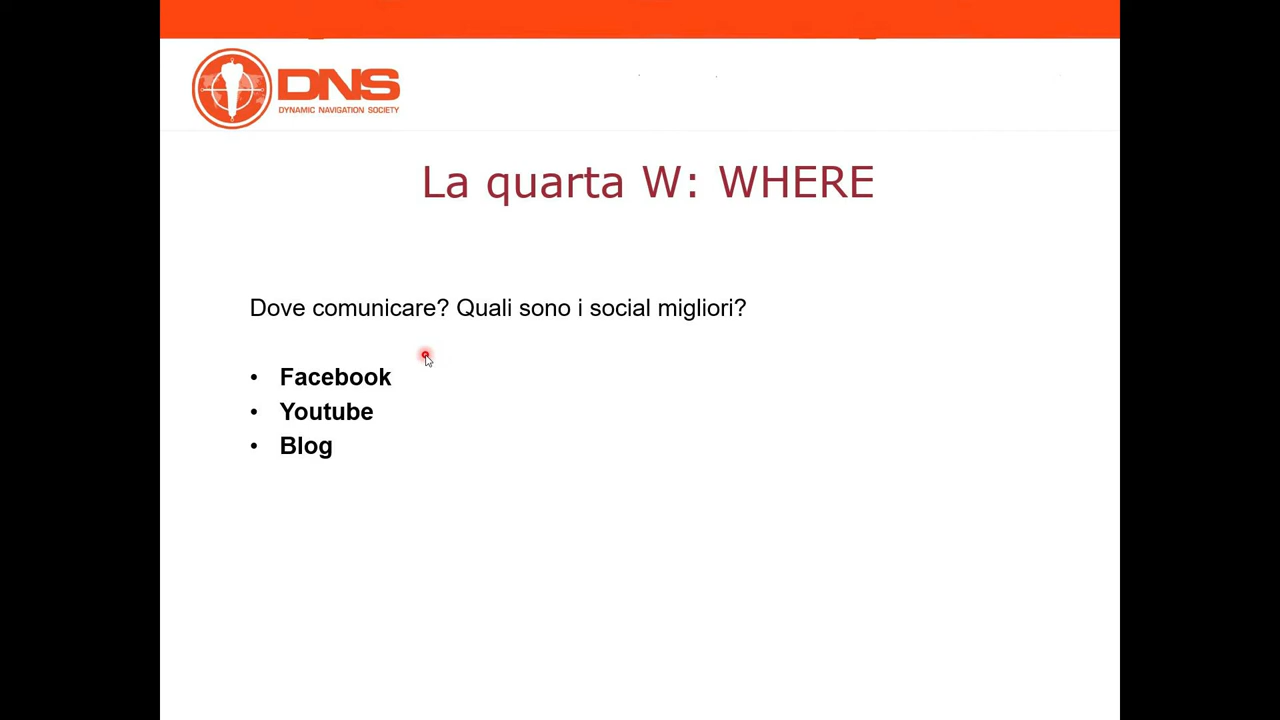 DNS
DYNAMIC NAVIGATION SOCIETY
La quarta W: WHERE
Dove comunicare? Quali sono i social migliori?
• Facebook
• Youtube
• Blog